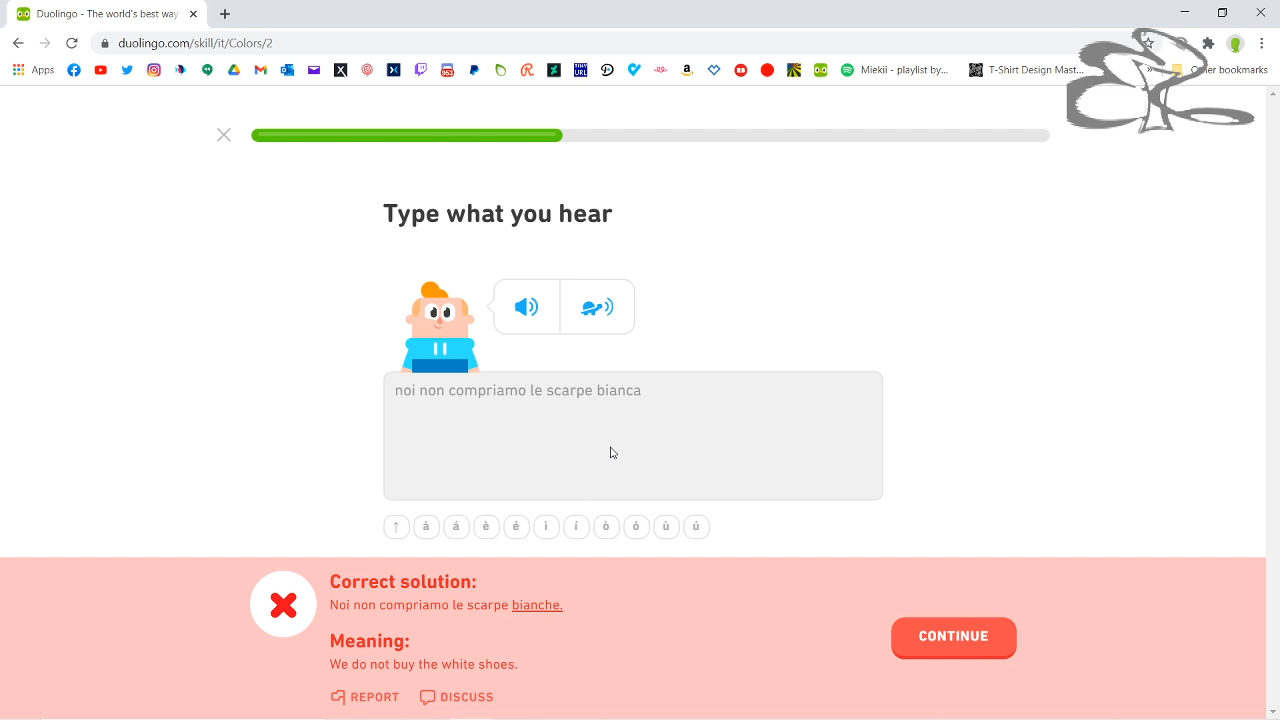 Duolingo - The world's best way
duolingo.com/skill/it/Colors/2
Apps
Miekii - playlist by...
T-Shirt Design Mast...
»
Other bookmarks
Type what you hear
noi non compriamo le scarpe bianca
↑ à á è é ì í ò ó ù ú
Correct solution:
Noi non compriamo le scarpe bianche.
Meaning:
We do not buy the white shoes.
REPORT DISCUSS
CONTINUE